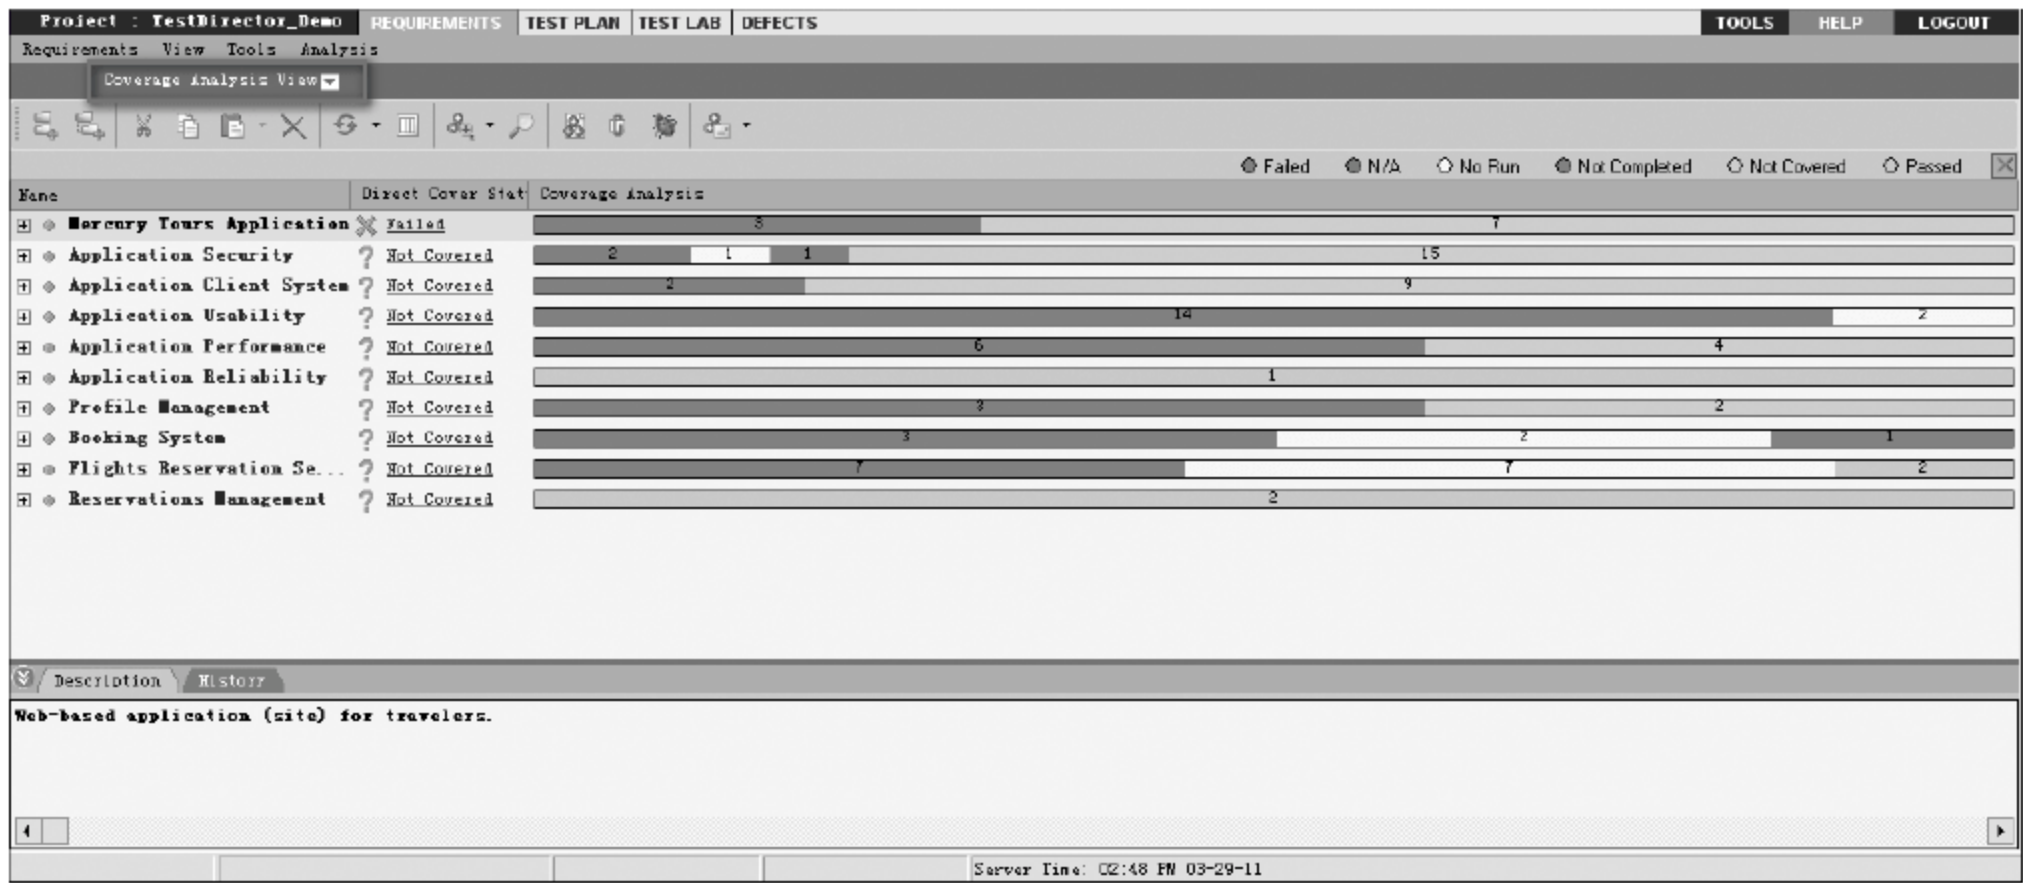 Project : TestDirector_Demo REQUIREMENTS TEST PLAN TEST LAB DEFECTS TOOLS HELP LOGOUT
Requirements View Tools Analysis
Coverage Analysis View
Failed N/A No Run Not Completed Not Covered Passed
Name Direct Cover Stat Coverage Analysis
Mercury Tours Application Failed 3 7
Application Security Not Covered 2 1 1 15
Application Client System Not Covered 2 9
Application Usability Not Covered 14 2
Application Performance Not Covered 6 4
Application Reliability Not Covered 1
Profile Management Not Covered 3 2
Booking System Not Covered 3 2 1
Flights Reservation Se... Not Covered 7 7 2
Reservations Management Not Covered 2
Description History
Web-based application (site) for travelers.
Server Time: 02:48 PM 03-29-11